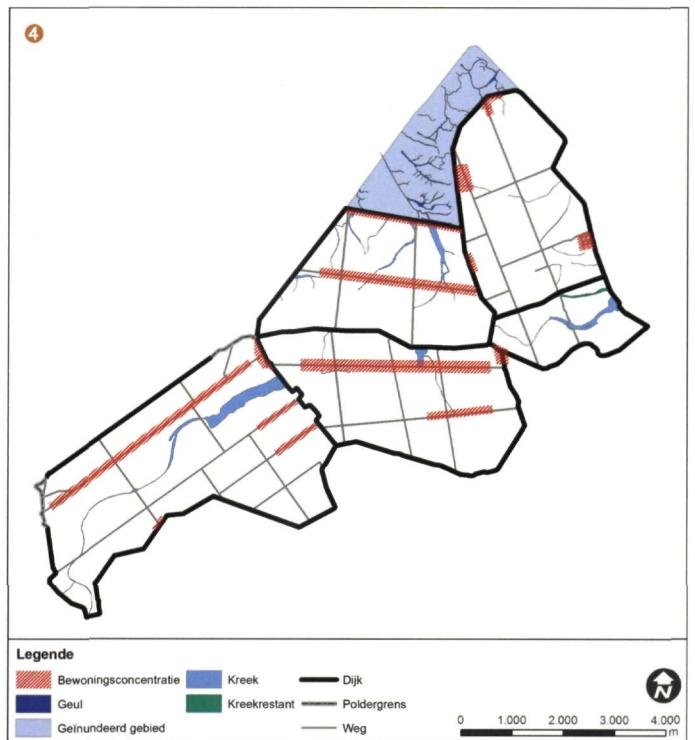 4
Legende
Bewoningsconcentratie
Kreek
Dijk
Geul
Kreekrestant
Poldergrens
Geïnundeerd gebied
Weg
N
0 1.000 2.000 3.000 4.000
m